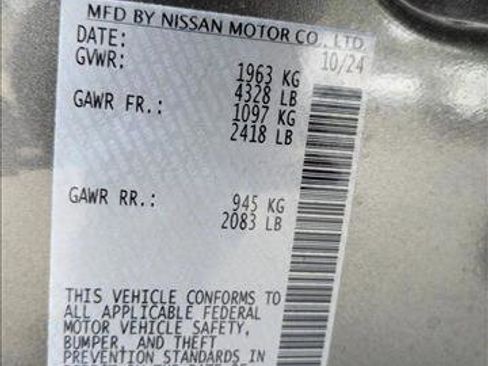 MFD BY NISSAN MOTOR CO., LTD.
DATE: 10/24
GVWR: 1963 KG
4328 LB
GAWR FR.: 1097 KG
2418 LB
GAWR RR.: 945 KG
2083 LB
THIS VEHICLE CONFORMS TO
ALL APPLICABLE FEDERAL
MOTOR VEHICLE SAFETY,
BUMPER, AND THEFT
PREVENTION STANDARDS IN